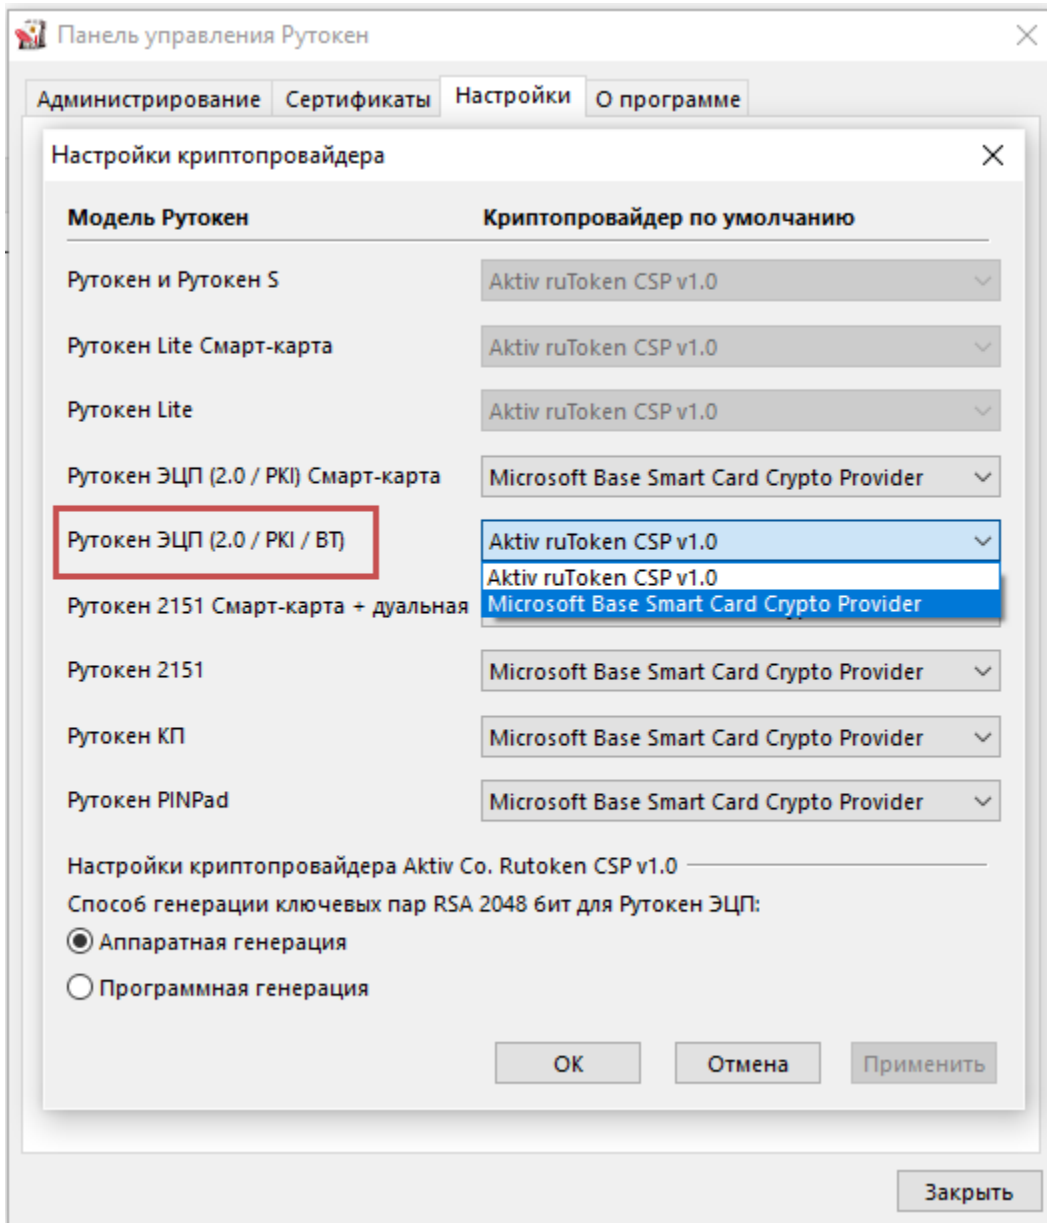 Панель управления Рутокен
Администрирование Сертификаты Настройки О программе
Настройки криптопровайдера
Модель Рутокен Криптопровайдер по умолчанию
Рутокен и Рутокен S Aktiv ruToken CSP v1.0
Рутокен Lite Смарт-карта Aktiv ruToken CSP v1.0
Рутокен Lite Aktiv ruToken CSP v1.0
Рутокен ЭЦП (2.0 / PKI) Смарт-карта Microsoft Base Smart Card Crypto Provider
Рутокен ЭЦП (2.0 / PKI / BT) Aktiv ruToken CSP v1.0
Aktiv ruToken CSP v1.0
Рутокен 2151 Смарт-карта + дуальная Microsoft Base Smart Card Crypto Provider
Рутокен 2151 Microsoft Base Smart Card Crypto Provider
Рутокен КП Microsoft Base Smart Card Crypto Provider
Рутокен PINPad Microsoft Base Smart Card Crypto Provider
Настройки криптопровайдера Aktiv Co. Rutoken CSP v1.0
Способ генерации ключевых пар RSA 2048 бит для Рутокен ЭЦП:
Аппаратная генерация
Программная генерация
ОК Отмена Применить
Закрыть